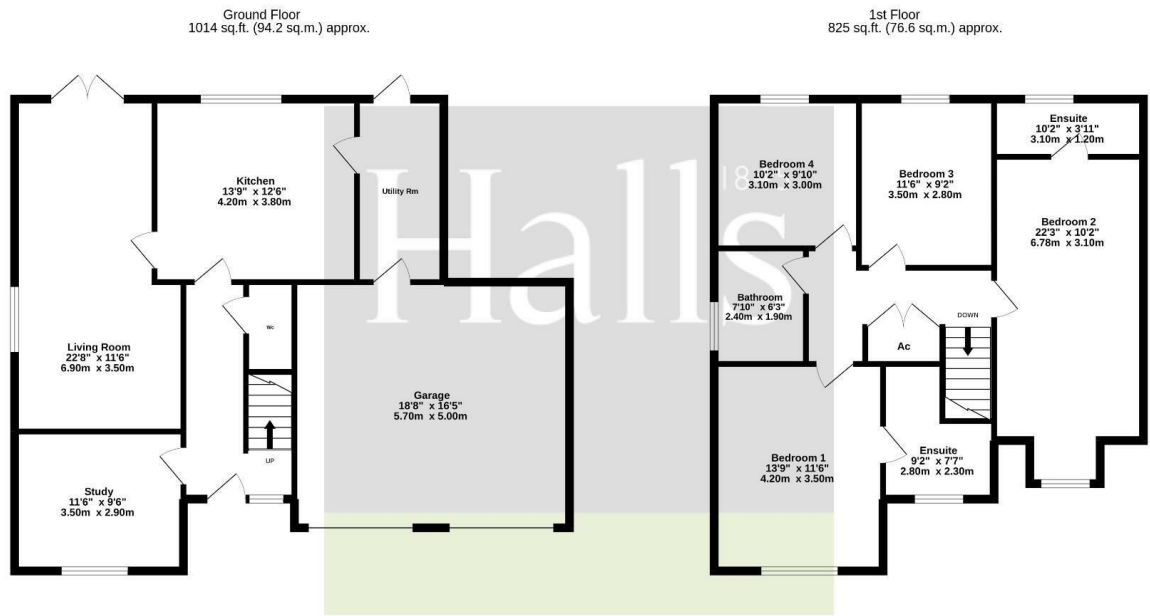 Ground Floor
1014 sq.ft. (94.2 sq.m.) approx.
1st Floor
825 sq.ft. (76.6 sq.m.) approx.
Kitchen
13'9" x 12'6"
4.20m x 3.80m
Utility Rm
Wc
Living Room
22'8" x 11'6"
6.90m x 3.50m
Garage
18'8" x 16'5"
5.70m x 5.00m
UP
Study
11'6" x 9'6"
3.50m x 2.90m
Ensuite
10'2" x 3'11"
3.10m x 1.20m
Bedroom 4
10'2" x 9'10"
3.10m x 3.00m
Bedroom 3
11'6" x 9'2"
3.50m x 2.80m
Bedroom 2
22'3" x 10'2"
6.78m x 3.10m
Bathroom
7'10" x 6'3"
2.40m x 1.90m
DOWN
Ac
Bedroom 1
13'9" x 11'6"
4.20m x 3.50m
Ensuite
9'2" x 7'7"
2.80m x 2.30m
Halls